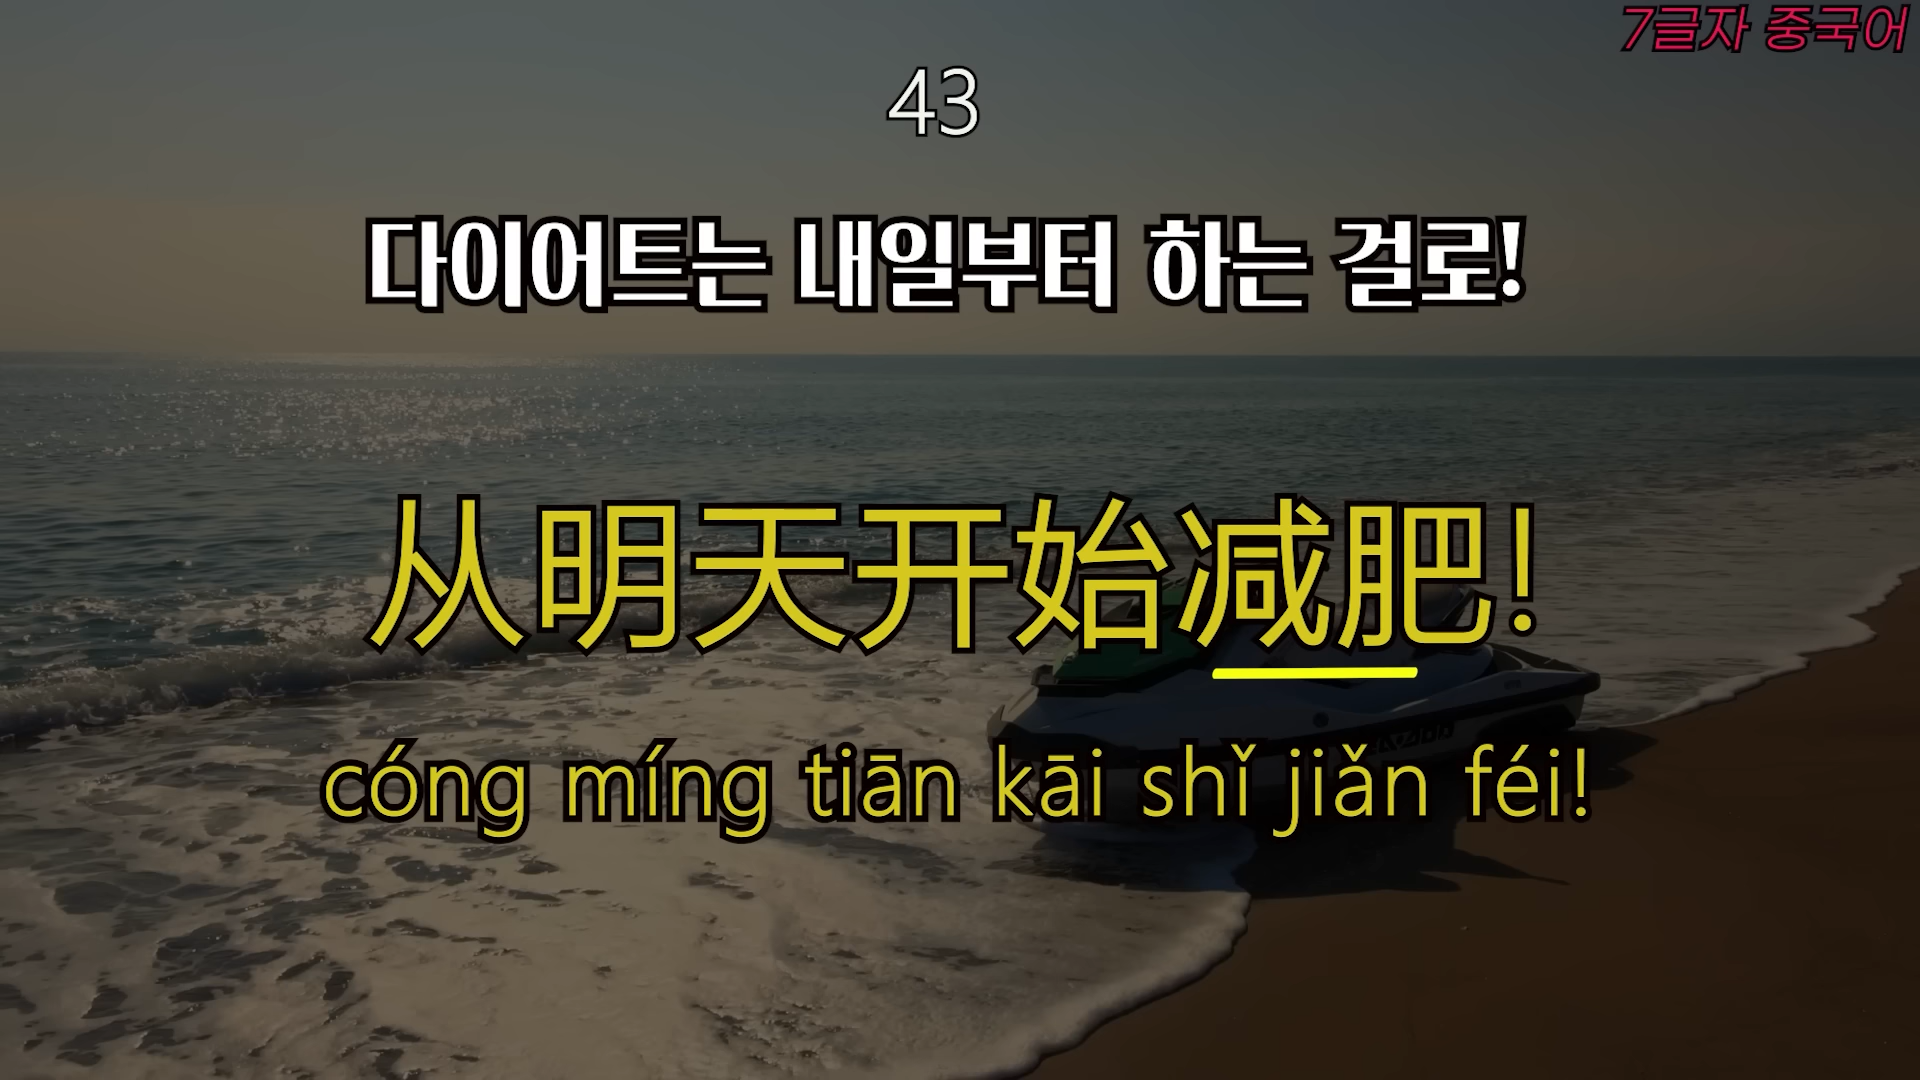 7글자 중국어
43
다이어트는 내일부터 하는 걸로!
从明天开始减肥!
cóng míng tiān kāi shǐ jiǎn féi!